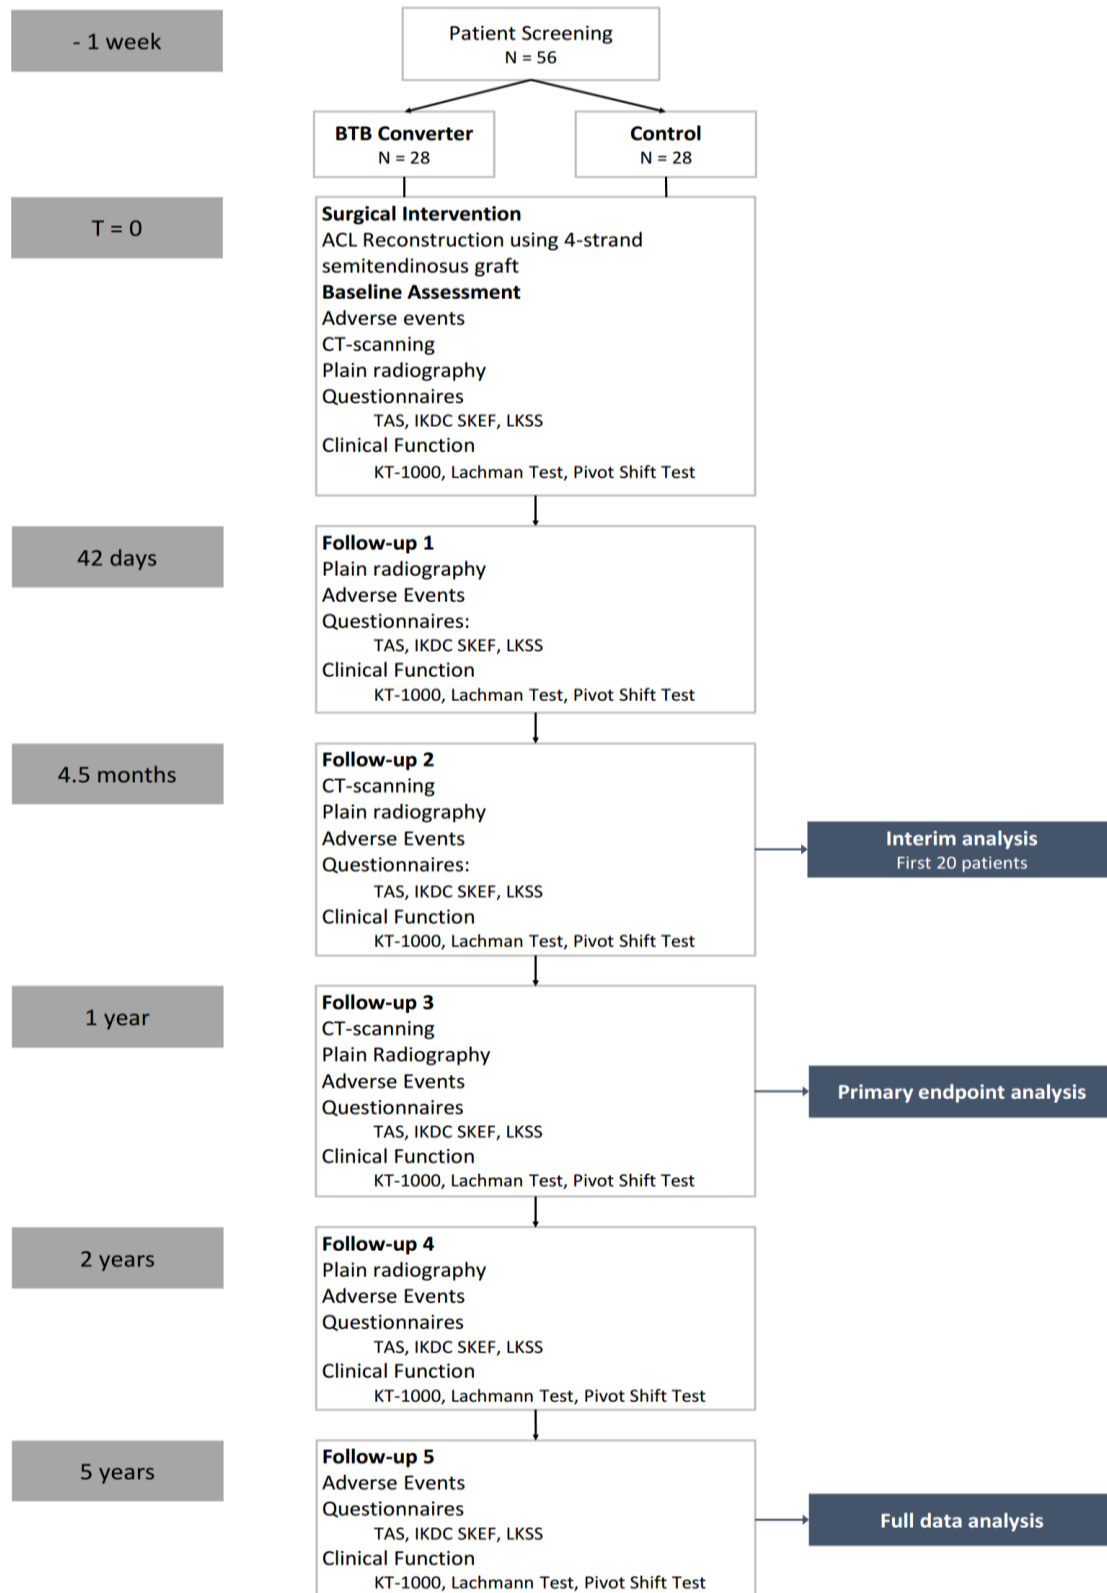 - 1 week
Patient Screening
N = 56
BTB Converter
N = 28
Control
N = 28
T = 0
Surgical Intervention
ACL Reconstruction using 4-strand
semitendinosus graft
Baseline Assessment
Adverse events
CT-scanning
Plain radiography
Questionnaires
TAS, IKDC SKEF, LKSS
Clinical Function
KT-1000, Lachman Test, Pivot Shift Test
42 days
Follow-up 1
Plain radiography
Adverse Events
Questionnaires:
TAS, IKDC SKEF, LKSS
Clinical Function
KT-1000, Lachman Test, Pivot Shift Test
4.5 months
Follow-up 2
CT-scanning
Plain radiography
Adverse Events
Questionnaires:
TAS, IKDC SKEF, LKSS
Clinical Function
KT-1000, Lachman Test, Pivot Shift Test
Interim analysis
First 20 patients
1 year
Follow-up 3
CT-scanning
Plain Radiography
Adverse Events
Questionnaires
TAS, IKDC SKEF, LKSS
Clinical Function
KT-1000, Lachman Test, Pivot Shift Test
Primary endpoint analysis
2 years
Follow-up 4
Plain radiography
Adverse Events
Questionnaires
TAS, IKDC SKEF, LKSS
Clinical Function
KT-1000, Lachmann Test, Pivot Shift Test
5 years
Follow-up 5
Adverse Events
Questionnaires
TAS, IKDC SKEF, LKSS
Clinical Function
KT-1000, Lachmann Test, Pivot Shift Test
Full data analysis